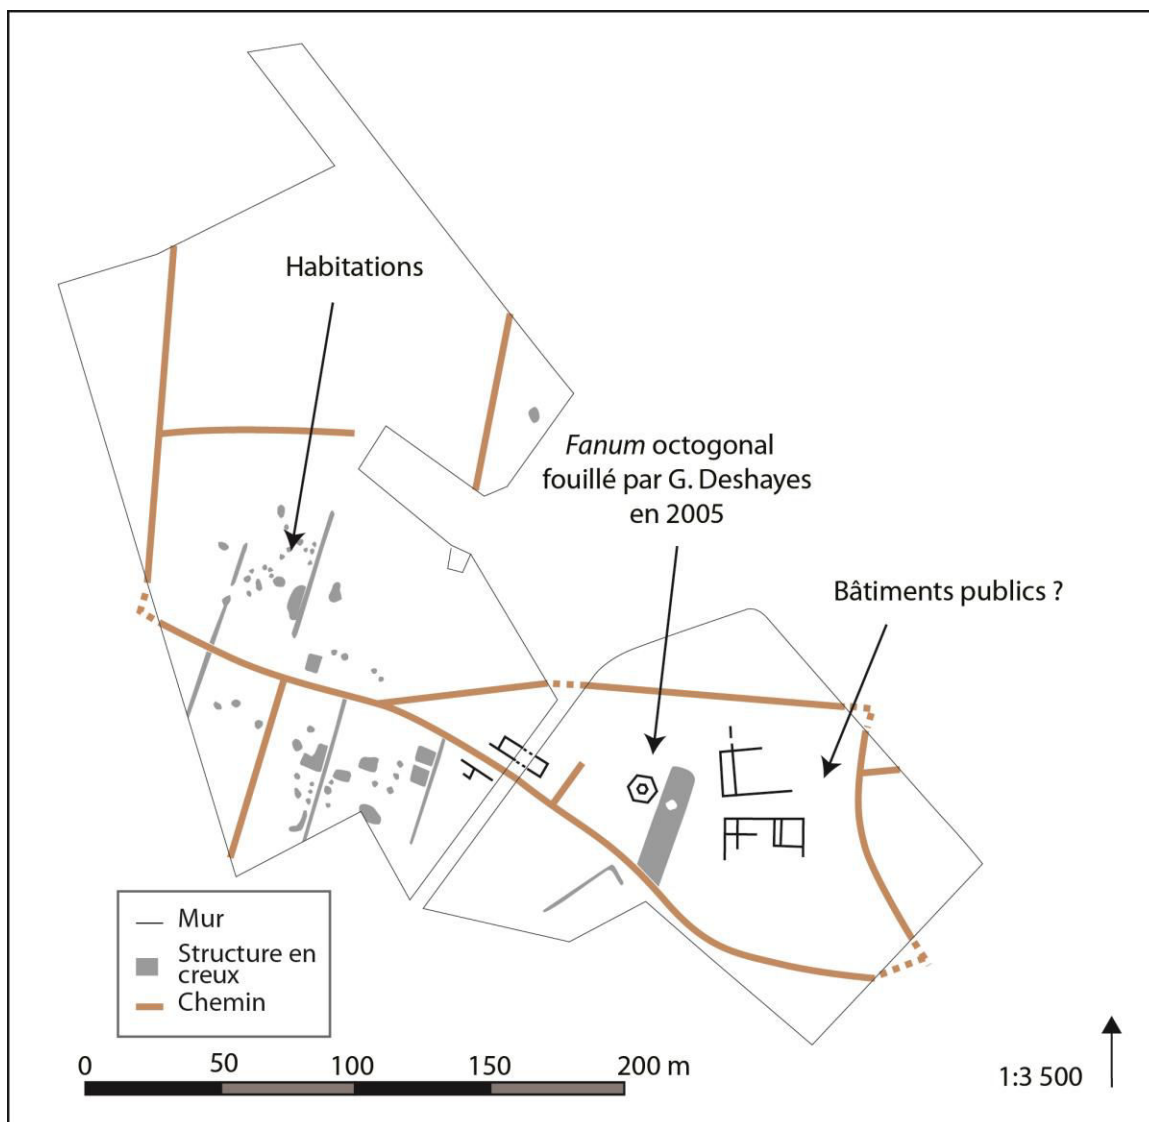 Habitations
Fanum octogonal
fouillé par G. Deshayes
en 2005
Bâtiments publics ?
Mur
Structure en
creux
Chemin
0 50 100 150 200 m
1:3 500